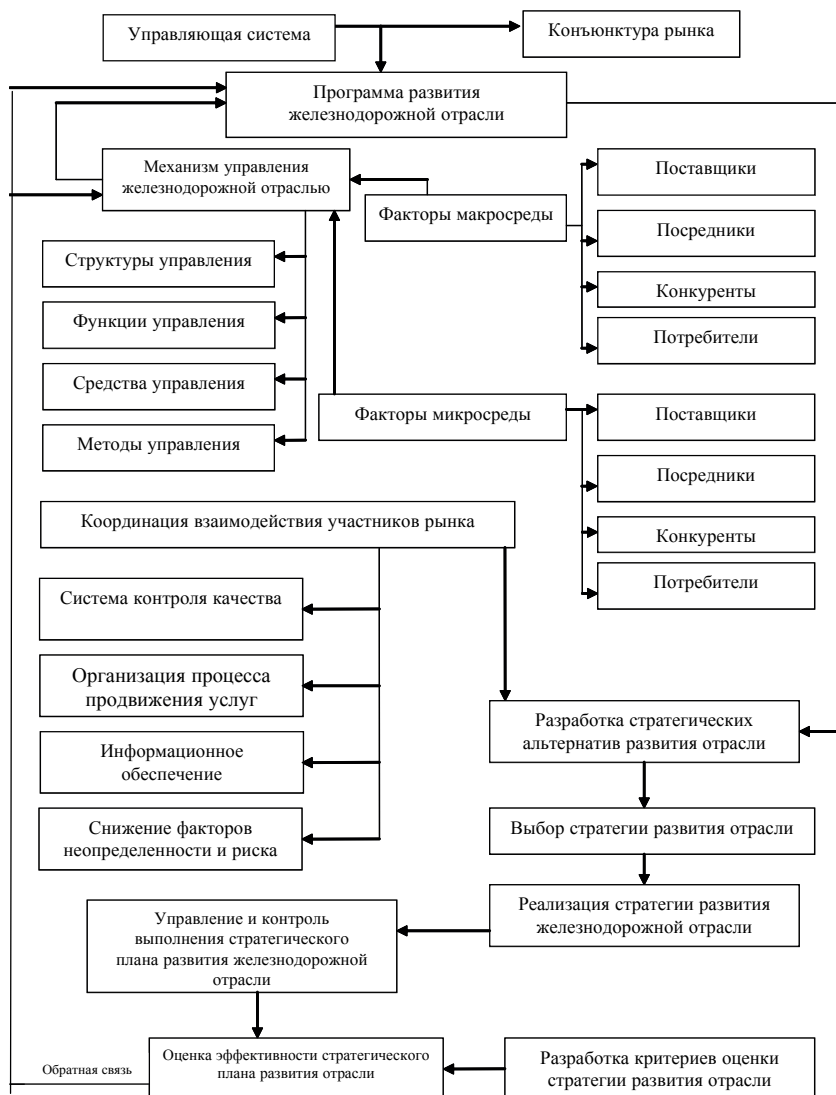 Управляющая система
Конъюнктура рынка
Программа развития
железнодорожной отрасли
Механизм управления
железнодорожной отраслью
Факторы макросреды
Поставщики
Посредники
Конкуренты
Потребители
Структуры управления
Функции управления
Средства управления
Методы управления
Факторы микросреды
Поставщики
Посредники
Конкуренты
Потребители
Координация взаимодействия участников рынка
Система контроля качества
Организация процесса
продвижения услуг
Информационное
обеспечение
Снижение факторов
неопределенности и риска
Разработка стратегических
альтернатив развития отрасли
Выбор стратегии развития отрасли
Реализация стратегии развития
железнодорожной отрасли
Управление и контроль
выполнения стратегического
плана развития железнодорожной
отрасли
Обратная связь
Оценка эффективности стратегического
плана развития отрасли
Разработка критериев оценки
стратегии развития отрасли